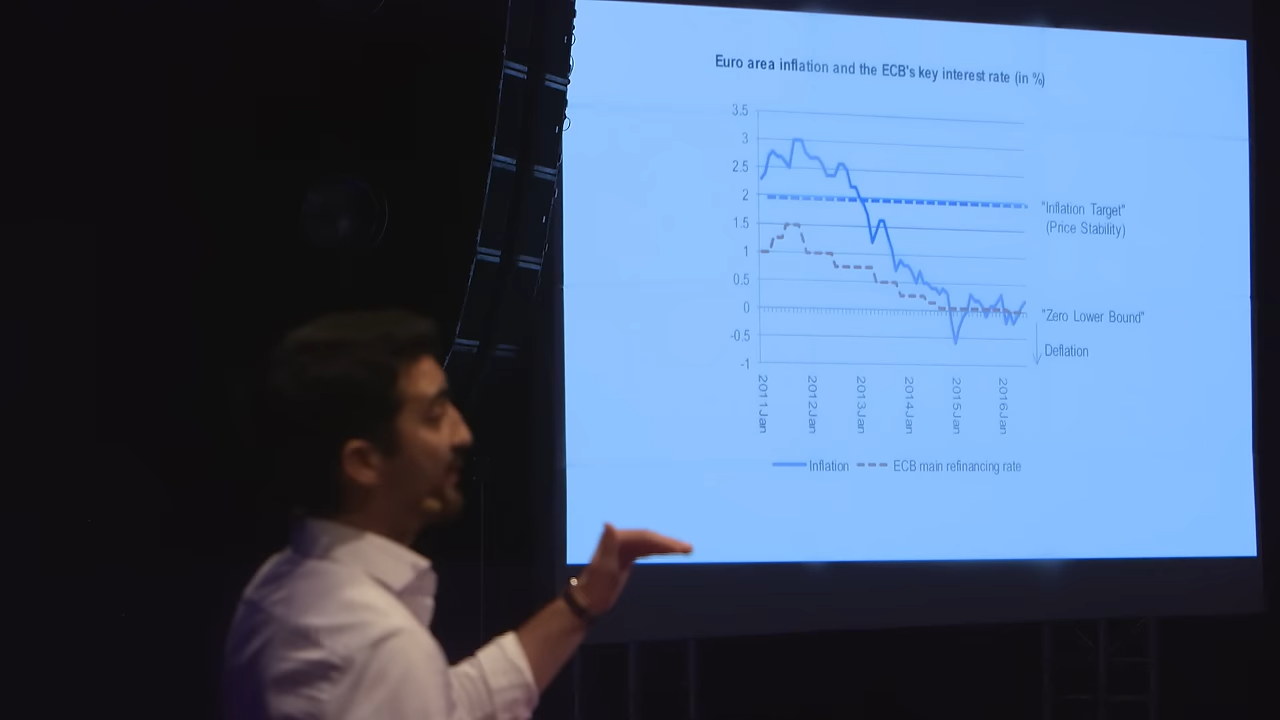 Euro area inflation and the ECB's key interest rate (in %)
3.5
3
2.5
2
1.5
1
0.5
0
-0.5
-1
"Inflation Target"
(Price Stability)
"Zero Lower Bound"
Deflation
2011Jan
2012Jan
2013Jan
2014Jan
2015Jan
2016Jan
Inflation
ECB main refinancing rate